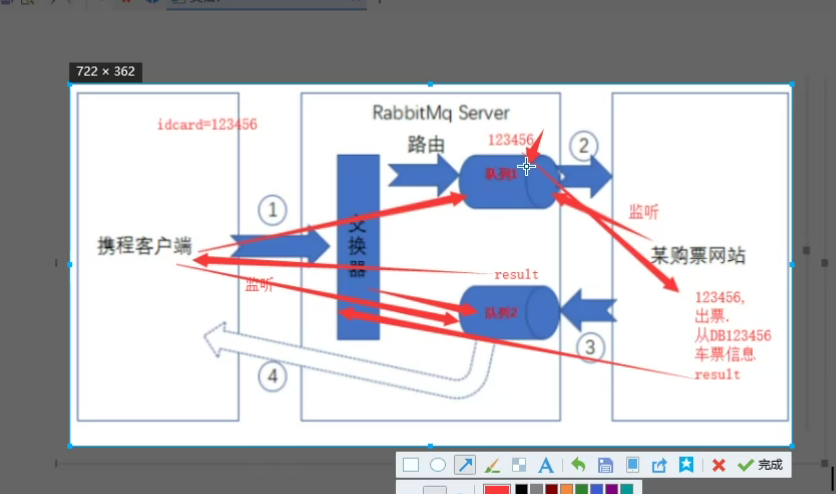 722 × 362
RabbitMq Server
idcard=123456
路由
123456
②
队列1
①
监听
交换器
携程客户端
某购票网站
result
监听
123456,
出票.
队列2
从DB123456
车票信息
③
result
④
完成